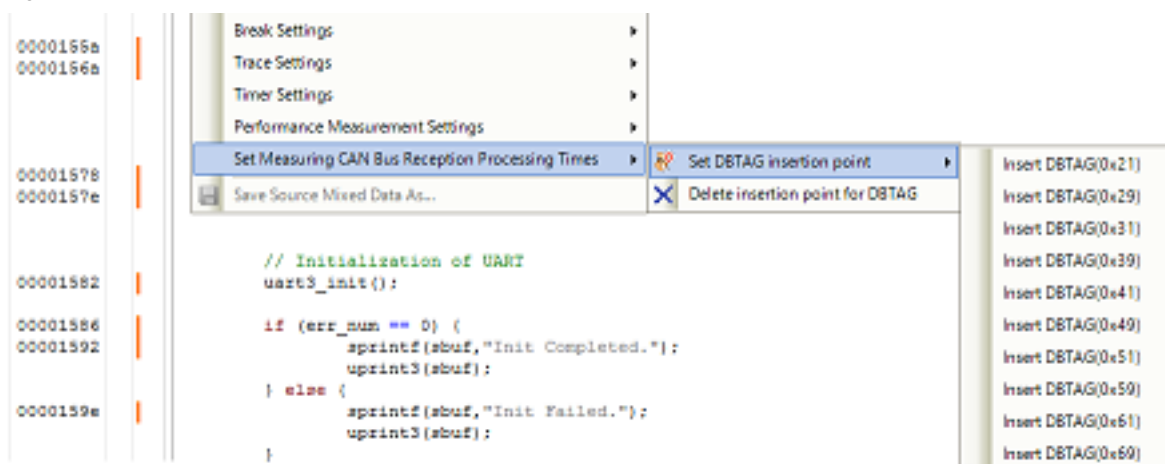 Break Settings
0000155a
Trace Settings
0000156a
Timer Settings
Performance Measurement Settings
Set Measuring CAN Bus Reception Processing Times
Set DBTAG insertion point
Insert DBTAG(0x21)
00001578
0000157e
Save Source Mixed Data As...
Delete insertion point for DBTAG
Insert DBTAG(0x29)
Insert DBTAG(0x31)
// Initialization of UART
Insert DBTAG(0x39)
00001582
uart3_init();
Insert DBTAG(0x41)
00001586
if (err_num == 0) {
Insert DBTAG(0x49)
00001592
sprintf(sbuf,"Init Completed.");
Insert DBTAG(0x51)
uprint3(sbuf);
} else {
Insert DBTAG(0x59)
0000159e
sprintf(sbuf,"Init Failed.");
Insert DBTAG(0x61)
uprint3(sbuf);
}
Insert DBTAG(0x69)